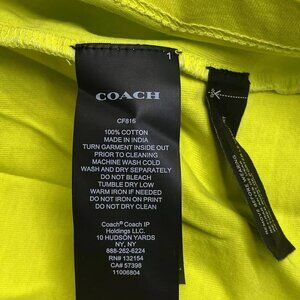 1
COACH
CF815
100% COTTON
MADE IN INDIA
TURN GARMENT INSIDE OUT
PRIOR TO CLEANING
MACHINE WASH COLD
WASH AND DRY SEPARATELY
DO NOT BLEACH
TUMBLE DRY LOW
WARM IRON IF NEEDED
DO NOT IRON ON PRINT
DO NOT DRY CLEAN
Coach® Coach IP
Holdings LLC.
10 HUDSON YARDS
NY, NY
888-262-6224
RN# 132154
CA# 57398
11006804